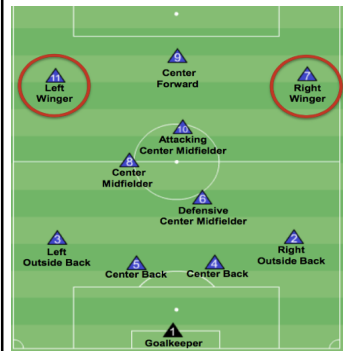 9
Center
Forward
11
Left
Winger
7
Right
Winger
10
Attacking
Center Midfielder
8
Center
Midfielder
6
Defensive
Center Midfielder
3
Left
Outside Back
2
Right
Outside Back
5
Center Back
4
Center Back
1
Goalkeeper